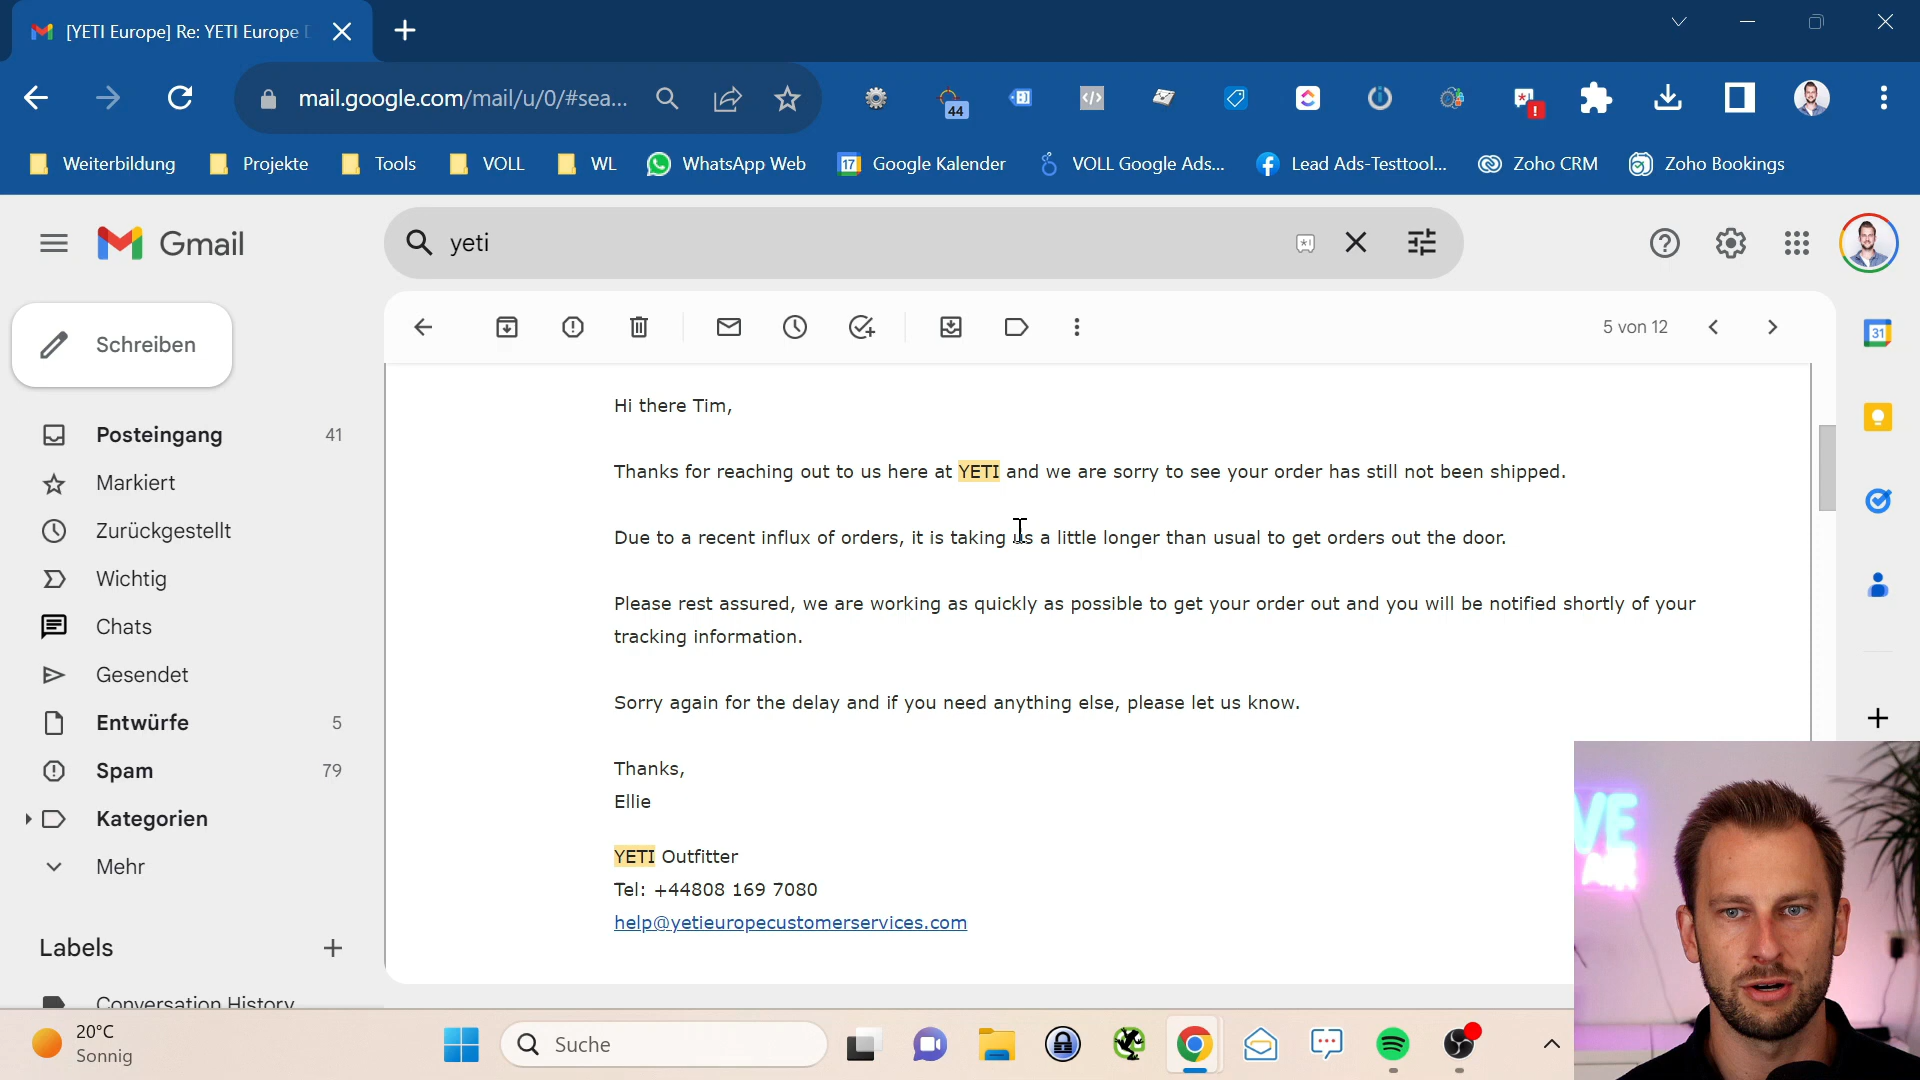 [YETI Europe] Re: YETI Europe
mail.google.com/mail/u/0/#sea...
44
Weiterbildung
Projekte
Tools
VOLL
WL
WhatsApp Web
17
Google Kalender
VOLL Google Ads...
Lead Ads-Testtool...
Zoho CRM
Zoho Bookings
Gmail
yeti
Schreiben
5 von 12
31
Posteingang 41
Markiert
Zurückgestellt
Wichtig
Chats
Gesendet
Entwürfe 5
Spam 79
Kategorien
Mehr
Labels
Conversation History
Hi there Tim,
Thanks for reaching out to us here at YETI and we are sorry to see your order has still not been shipped.
Due to a recent influx of orders, it is taking us a little longer than usual to get orders out the door.
Please rest assured, we are working as quickly as possible to get your order out and you will be notified shortly of your
tracking information.
Sorry again for the delay and if you need anything else, please let us know.
Thanks,
Ellie
YETI Outfitter
Tel: +44808 169 7080
help@yetieuropecustomerservices.com
20°C
Sonnig
Suche